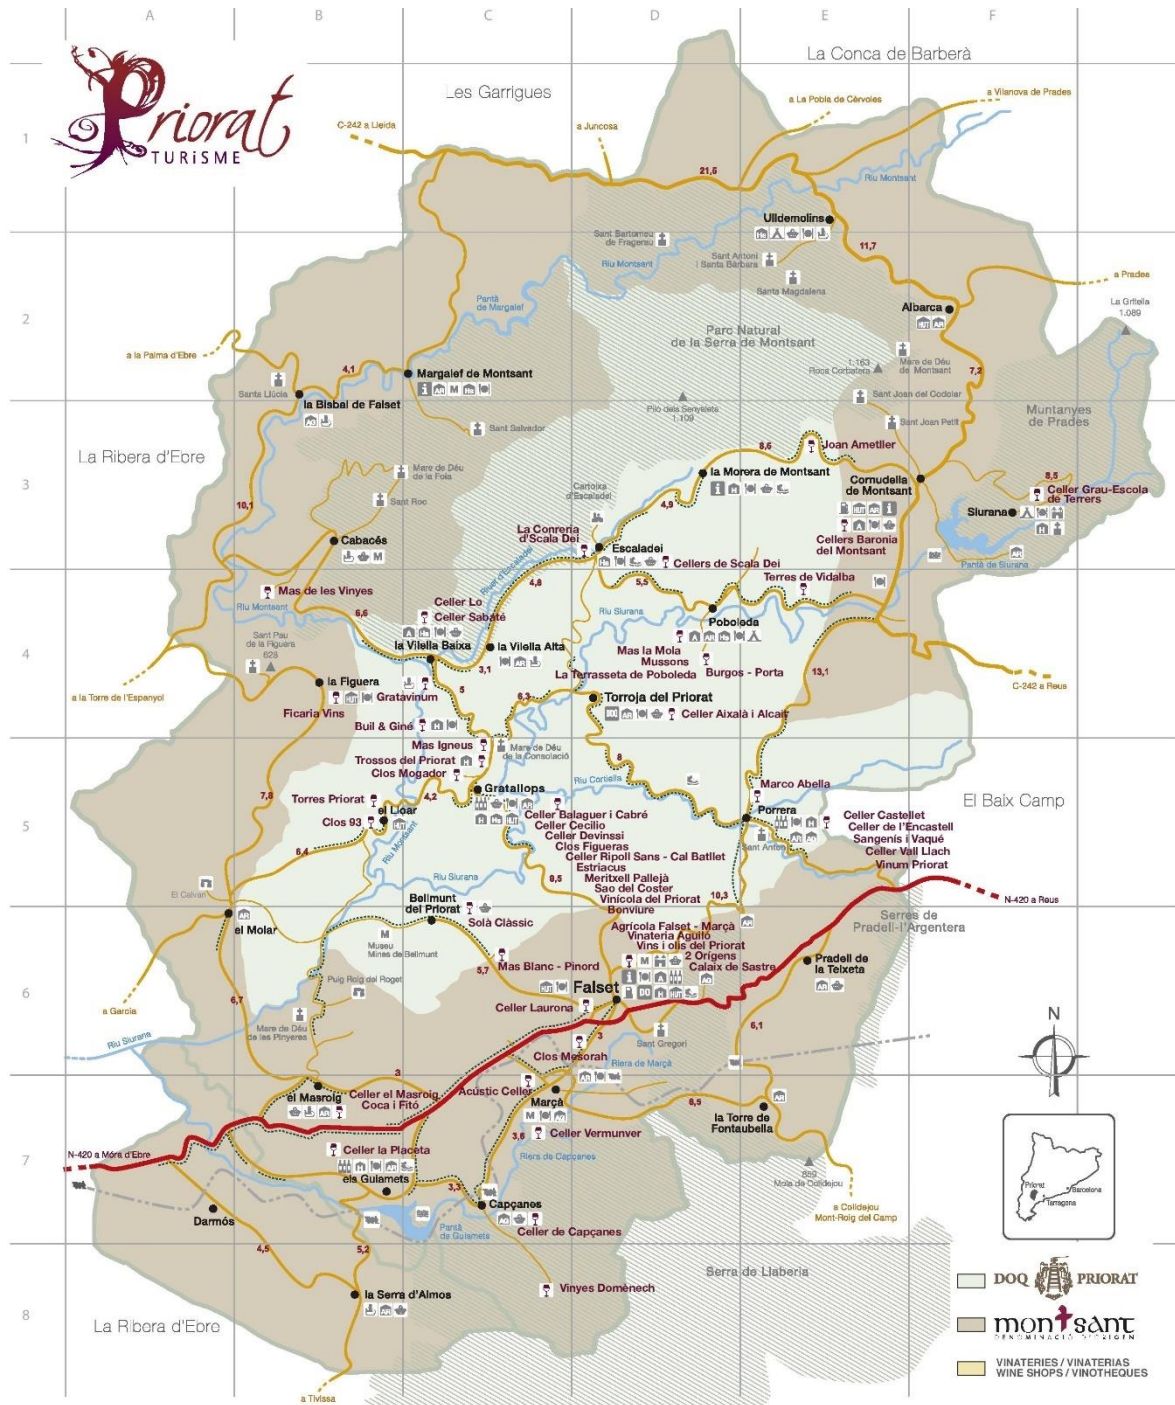 A B C D E F
1
2
3
4
5
6
7
8
Priorat
TURiSME
La Conca de Barberà
Les Garrigues
C-242 a Lleida
a Juncosa
a La Pobla de Cèrvoles
a Vilanova de Prades
21,5
Riu Montsant
Ulldemolins
11,7
Sant Bartomeu
de Fragerau
Riu Montsant
Sant Antoni
i Santa Bàrbara
Santa Magdalena
a Prades
Albarca
La Gritella
1.089
Pantà
de Margalef
Parc Natural
de la Serra de Montsant
1.163
Roca Corbatera
Mare de Déu
de Montsant
7,2
a la Palma d'Ebre
4,1
Santa Llúcia
Margalef de Montsant
la Bisbal de Falset
Sant Salvador
Piló dels Senyalets
1.109
Sant Joan del Codolar
Sant Joan Petit
Muntanyes
de Prades
La Ribera d'Ebre
Mare de Déu
de la Foia
Sant Roc
10,1
Cabacés
Cartoixa
d'Escaladei
8,6
Joan Ametller
la Morera de Montsant
4,9
Cornudella
de Montsant
8,5
Celler Grau-Escola
de Terrers
Siurana
Cellers Baronia
del Montsant
Pantà de Siurana
La Conreria
d'Scala Dei
Escaladei
Cellers de Scala Dei
Riuet d'Escaladei
4,8
5,5
Terres de Vidalba
Mas de les Vinyes
Riu Montsant
6,6
Celler Lo
Celler Sabaté
Riu Siurana
Poboleda
Sant Pau
de la Figuera
628
la Vilella Baixa
la Vilella Alta
3,1
Mas la Mola
Mussons
La Terrasseta de Poboleda
Burgos - Porta
13,1
C-242 a Reus
a la Torre de l'Espanyol
la Figuera
Gratavinum
Ficaria Vins
5
6,3
Torroja del Priorat
Celler Aixalà i Alcait
Buil & Giné
Mas Igneus
Mare de Déu
de la Consolació
Trossos del Priorat
Clos Mogador
8
Riu Cortiella
Gratallops
Marco Abella
El Baix Camp
7,8
Torres Priorat
el Lloar
4,2
Clos 93
Porrera
Sant Antoni
Celler Balaguer i Cabré
Celler Cecilio
Celler Devinssi
Clos Figueras
Celler Ripoll Sans - Cal Batllet
Estriacus
Meritxell Pallejà
Sao del Coster
Vinícola del Priorat
Bonviure
Celler Castellet
Celler de l'Encastell
Sangenís i Vaqué
Celler Vall Llach
Vinum Priorat
6,4
Riu Montsant
Riu Siurana
8,5
10,3
N-420 a Reus
El Calvari
el Molar
Bellmunt
del Priorat
Solà Clàssic
Museu
Mines de Bellmunt
Agrícola Falset - Marçà
Vinateria Aguiló
Vins i olis del Priorat
2 Orígens
Calaix de Sastre
Serres de
Pradell-l'Argentera
5,7
Mas Blanc - Pinord
Pradell de
la Teixeta
Puig Roig del Roget
Falset
6,7
a Garcia
Celler Laurona
Mare de Déu
de les Pinyeres
Sant Gregori
6,1
Riu Siurana
3
Clos Mesorah
Riera de Marçà
N
3
el Masroig
Celler el Masroig
Coca i Fitó
Acústic Celler
Marçà
8,5
la Torre de
Fontaubella
3,6
Celler Vermunver
N-420 a Móra d'Ebre
Celler la Placeta
Riera de Capçanes
els Guiamets
3,3
Capçanes
869
Mola de Colldejou
Priorat
Barcelona
Tarragona
a Colldejou
Mont-Roig del Camp
Darmós
Pantà
de Guiamets
Celler de Capçanes
4,5
5,2
Serra de Llaberia
la Serra d'Almos
Vinyes Domènech
DOQ PRIORAT
La Ribera d'Ebre
montsant
DENOMINACIÓ D'ORIGEN
VINATERIES / VINATERIAS
WINE SHOPS / VINOTHEQUES
a Tivissa